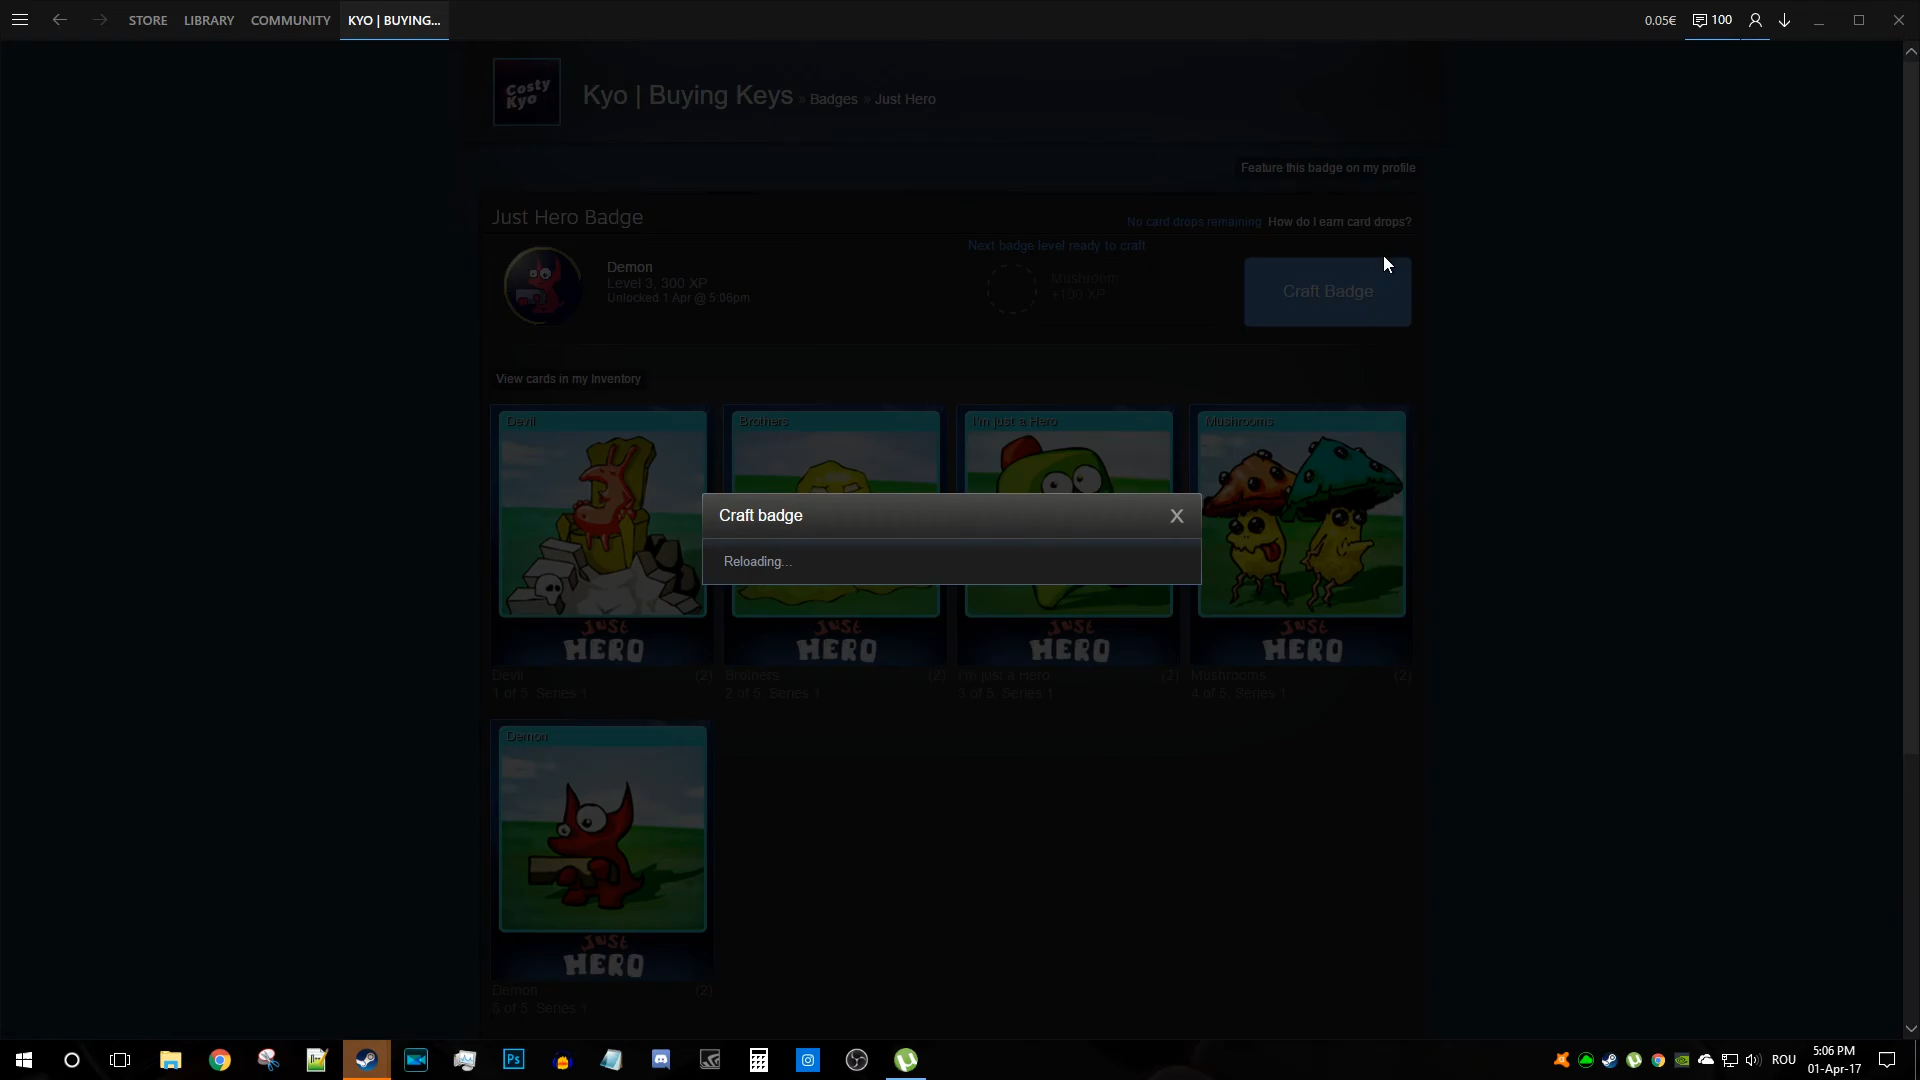 STORE LIBRARY COMMUNITY KYO | BUYING... 0.05€ 100
Costy Kyo
Kyo | Buying Keys » Badges » Just Hero
Feature this badge on my profile
Just Hero Badge
No card drops remaining How do I earn card drops?
Next badge level ready to craft
Demon
Level 3, 300 XP
Unlocked 1 Apr @ 5:06pm
Mushroom
+100 XP
Craft Badge
View cards in my Inventory
Devil Brothers I'm just a Hero Mushrooms
Craft badge X
Reloading...
JUST HERO JUST HERO JUST HERO JUST HERO
Devil (2) Brothers (2) I'm just a Hero (2) Mushrooms (2)
1 of 5, Series 1 2 of 5, Series 1 3 of 5, Series 1 4 of 5, Series 1
Demon
JUST HERO
Demon (2)
5 of 5, Series 1
Ps ROU 5:06 PM
01-Apr-17